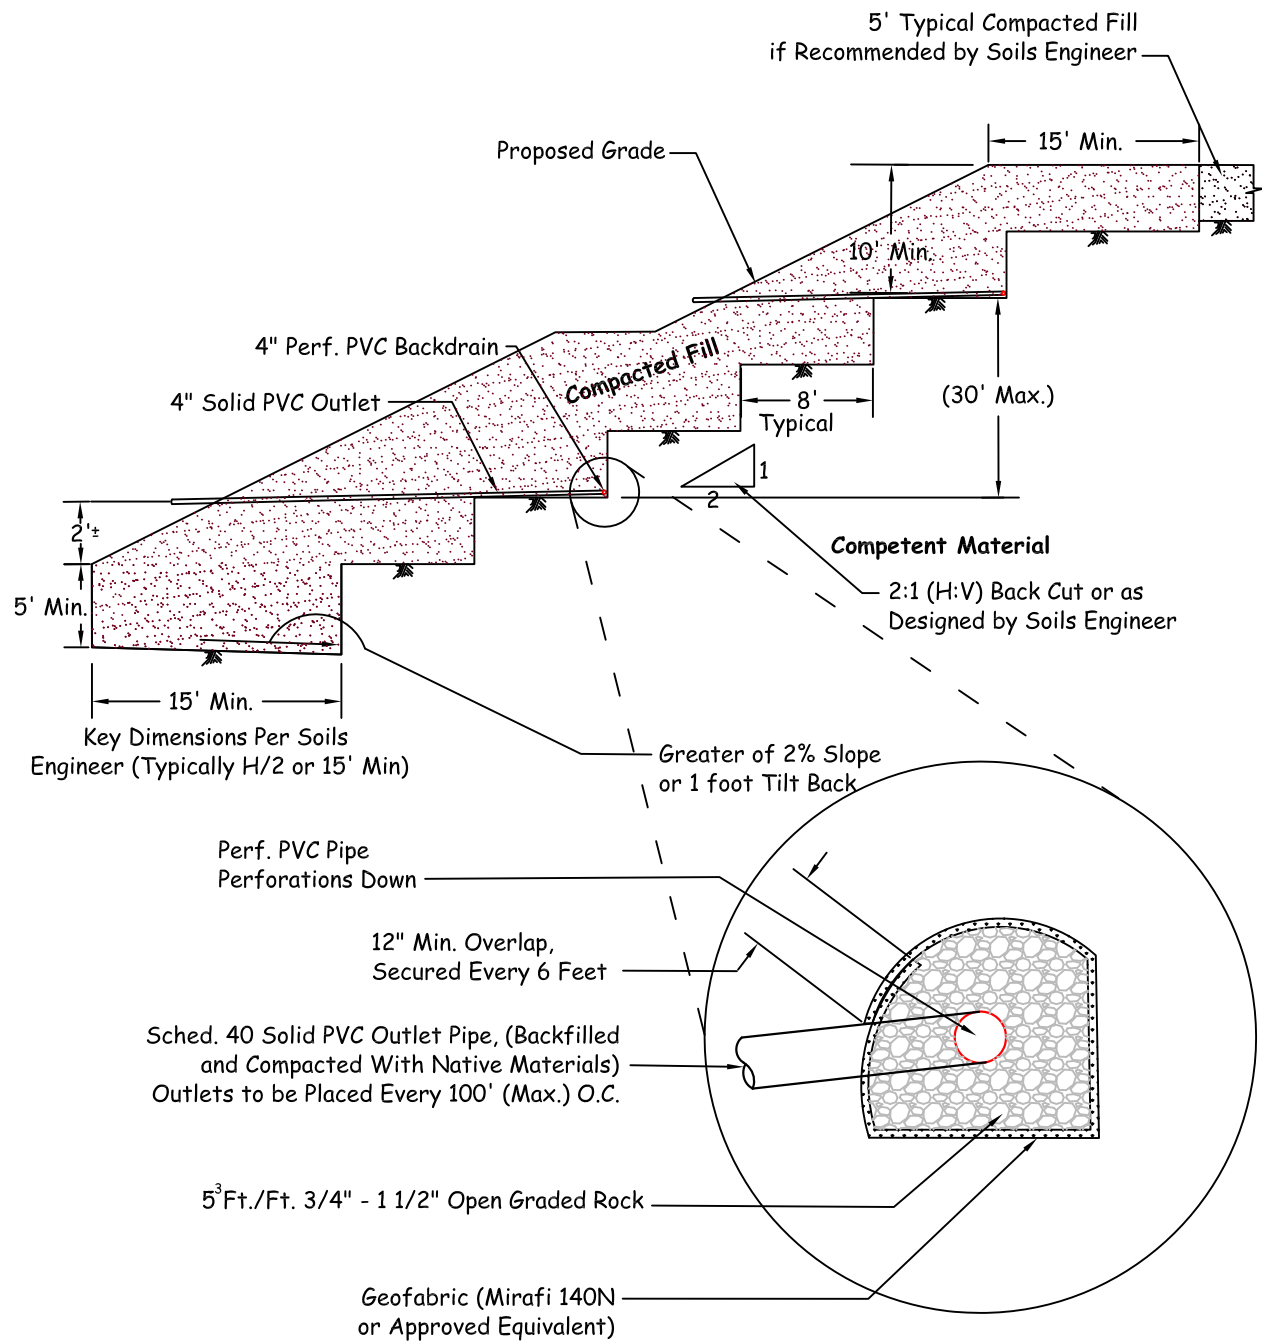 5' Typical Compacted Fill
if Recommended by Soils Engineer
15' Min.
Proposed Grade
10' Min.
4" Perf. PVC Backdrain
Compacted Fill
4" Solid PVC Outlet
8'
Typical
(30' Max.)
1
2
2'±
Competent Material
5' Min.
2:1 (H:V) Back Cut or as
Designed by Soils Engineer
15' Min.
Key Dimensions Per Soils
Engineer (Typically H/2 or 15' Min)
Greater of 2% Slope
or 1 foot Tilt Back
Perf. PVC Pipe
Perforations Down
12" Min. Overlap,
Secured Every 6 Feet
Sched. 40 Solid PVC Outlet Pipe, (Backfilled
and Compacted With Native Materials)
Outlets to be Placed Every 100' (Max.) O.C.
5³Ft./Ft. 3/4" - 1 1/2" Open Graded Rock
Geofabric (Mirafi 140N
or Approved Equivalent)